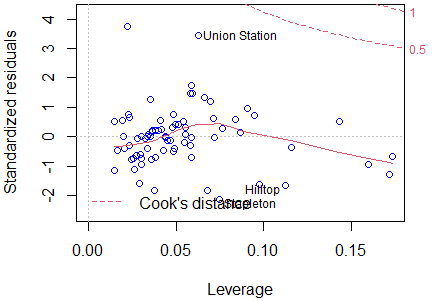 1
4
Union Station
0.5
3
2
1
0
-1
Hilltop
-2
Cook's distance
Stapleton
0.00
0.05
0.10
0.15
Standardized residuals
Leverage